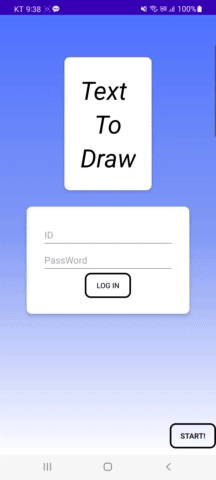 KT 9:38
100%
Text
To
Draw
ID
PassWord
LOG IN
START!